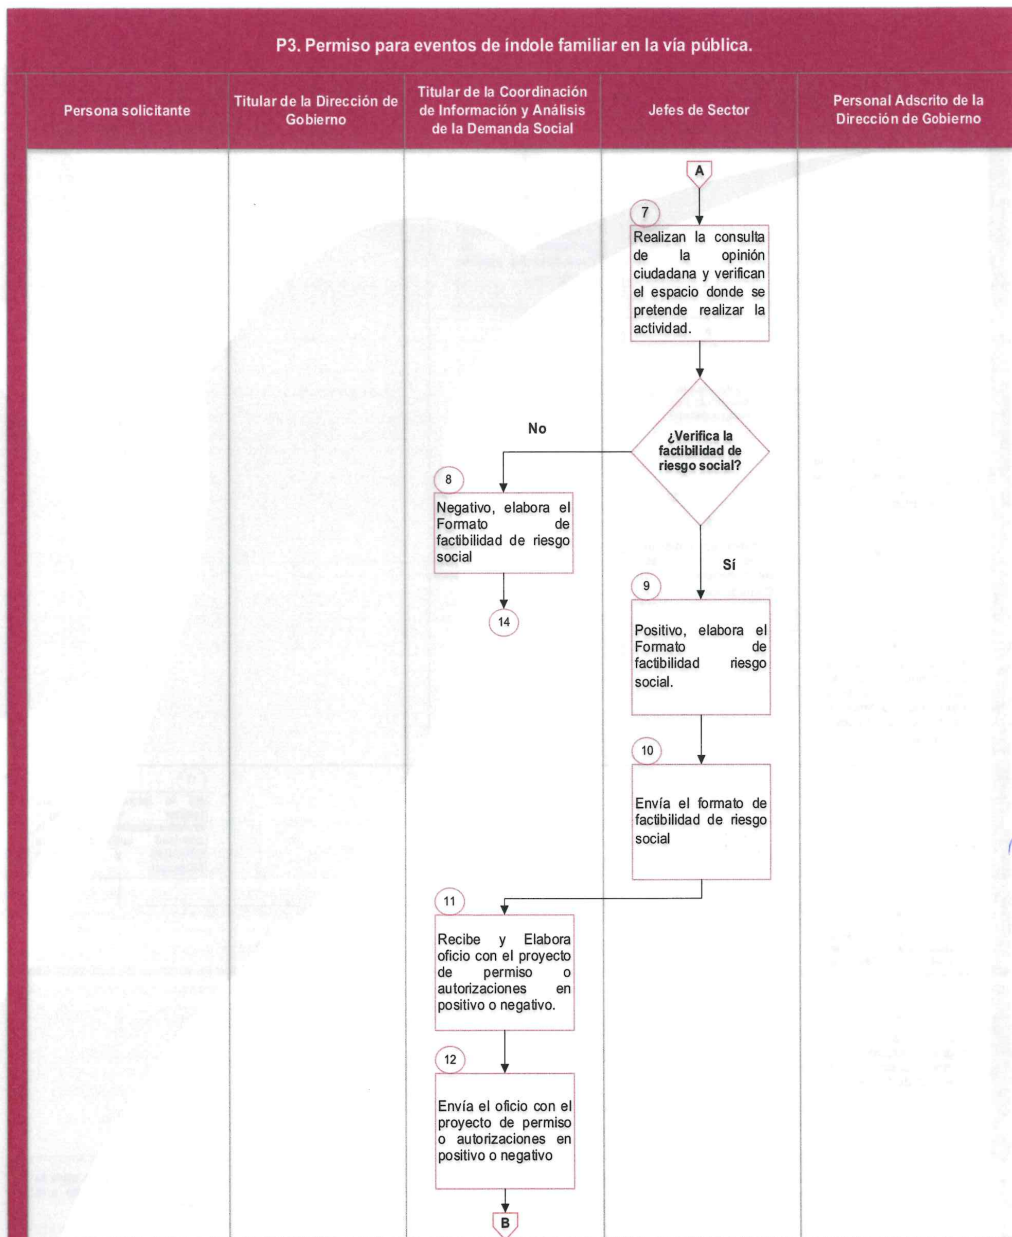 P3. Permiso para eventos de índole familiar en la vía pública.
Persona solicitante
Titular de la Dirección de
Gobierno
Titular de la Coordinación
de Información y Análisis
de la Demanda Social
Jefes de Sector
Personal Adscrito de la
Dirección de Gobierno
A
7
Realizan la consulta
de la opinión
ciudadana y verifican
el espacio donde se
pretende realizar la
actividad.
¿Verifica la
factibilidad de
riesgo social?
No
8
Negativo, elabora el
Formato de
factibilidad de riesgo
social
14
Sí
9
Positivo, elabora el
Formato de
factibilidad riesgo
social.
10
Envía el formato de
factibilidad de riesgo
social
11
Recibe y Elabora
oficio con el proyecto
de permiso o
autorizaciones en
positivo o negativo.
12
Envía el oficio con el
proyecto de permiso
o autorizaciones en
positivo o negativo
B